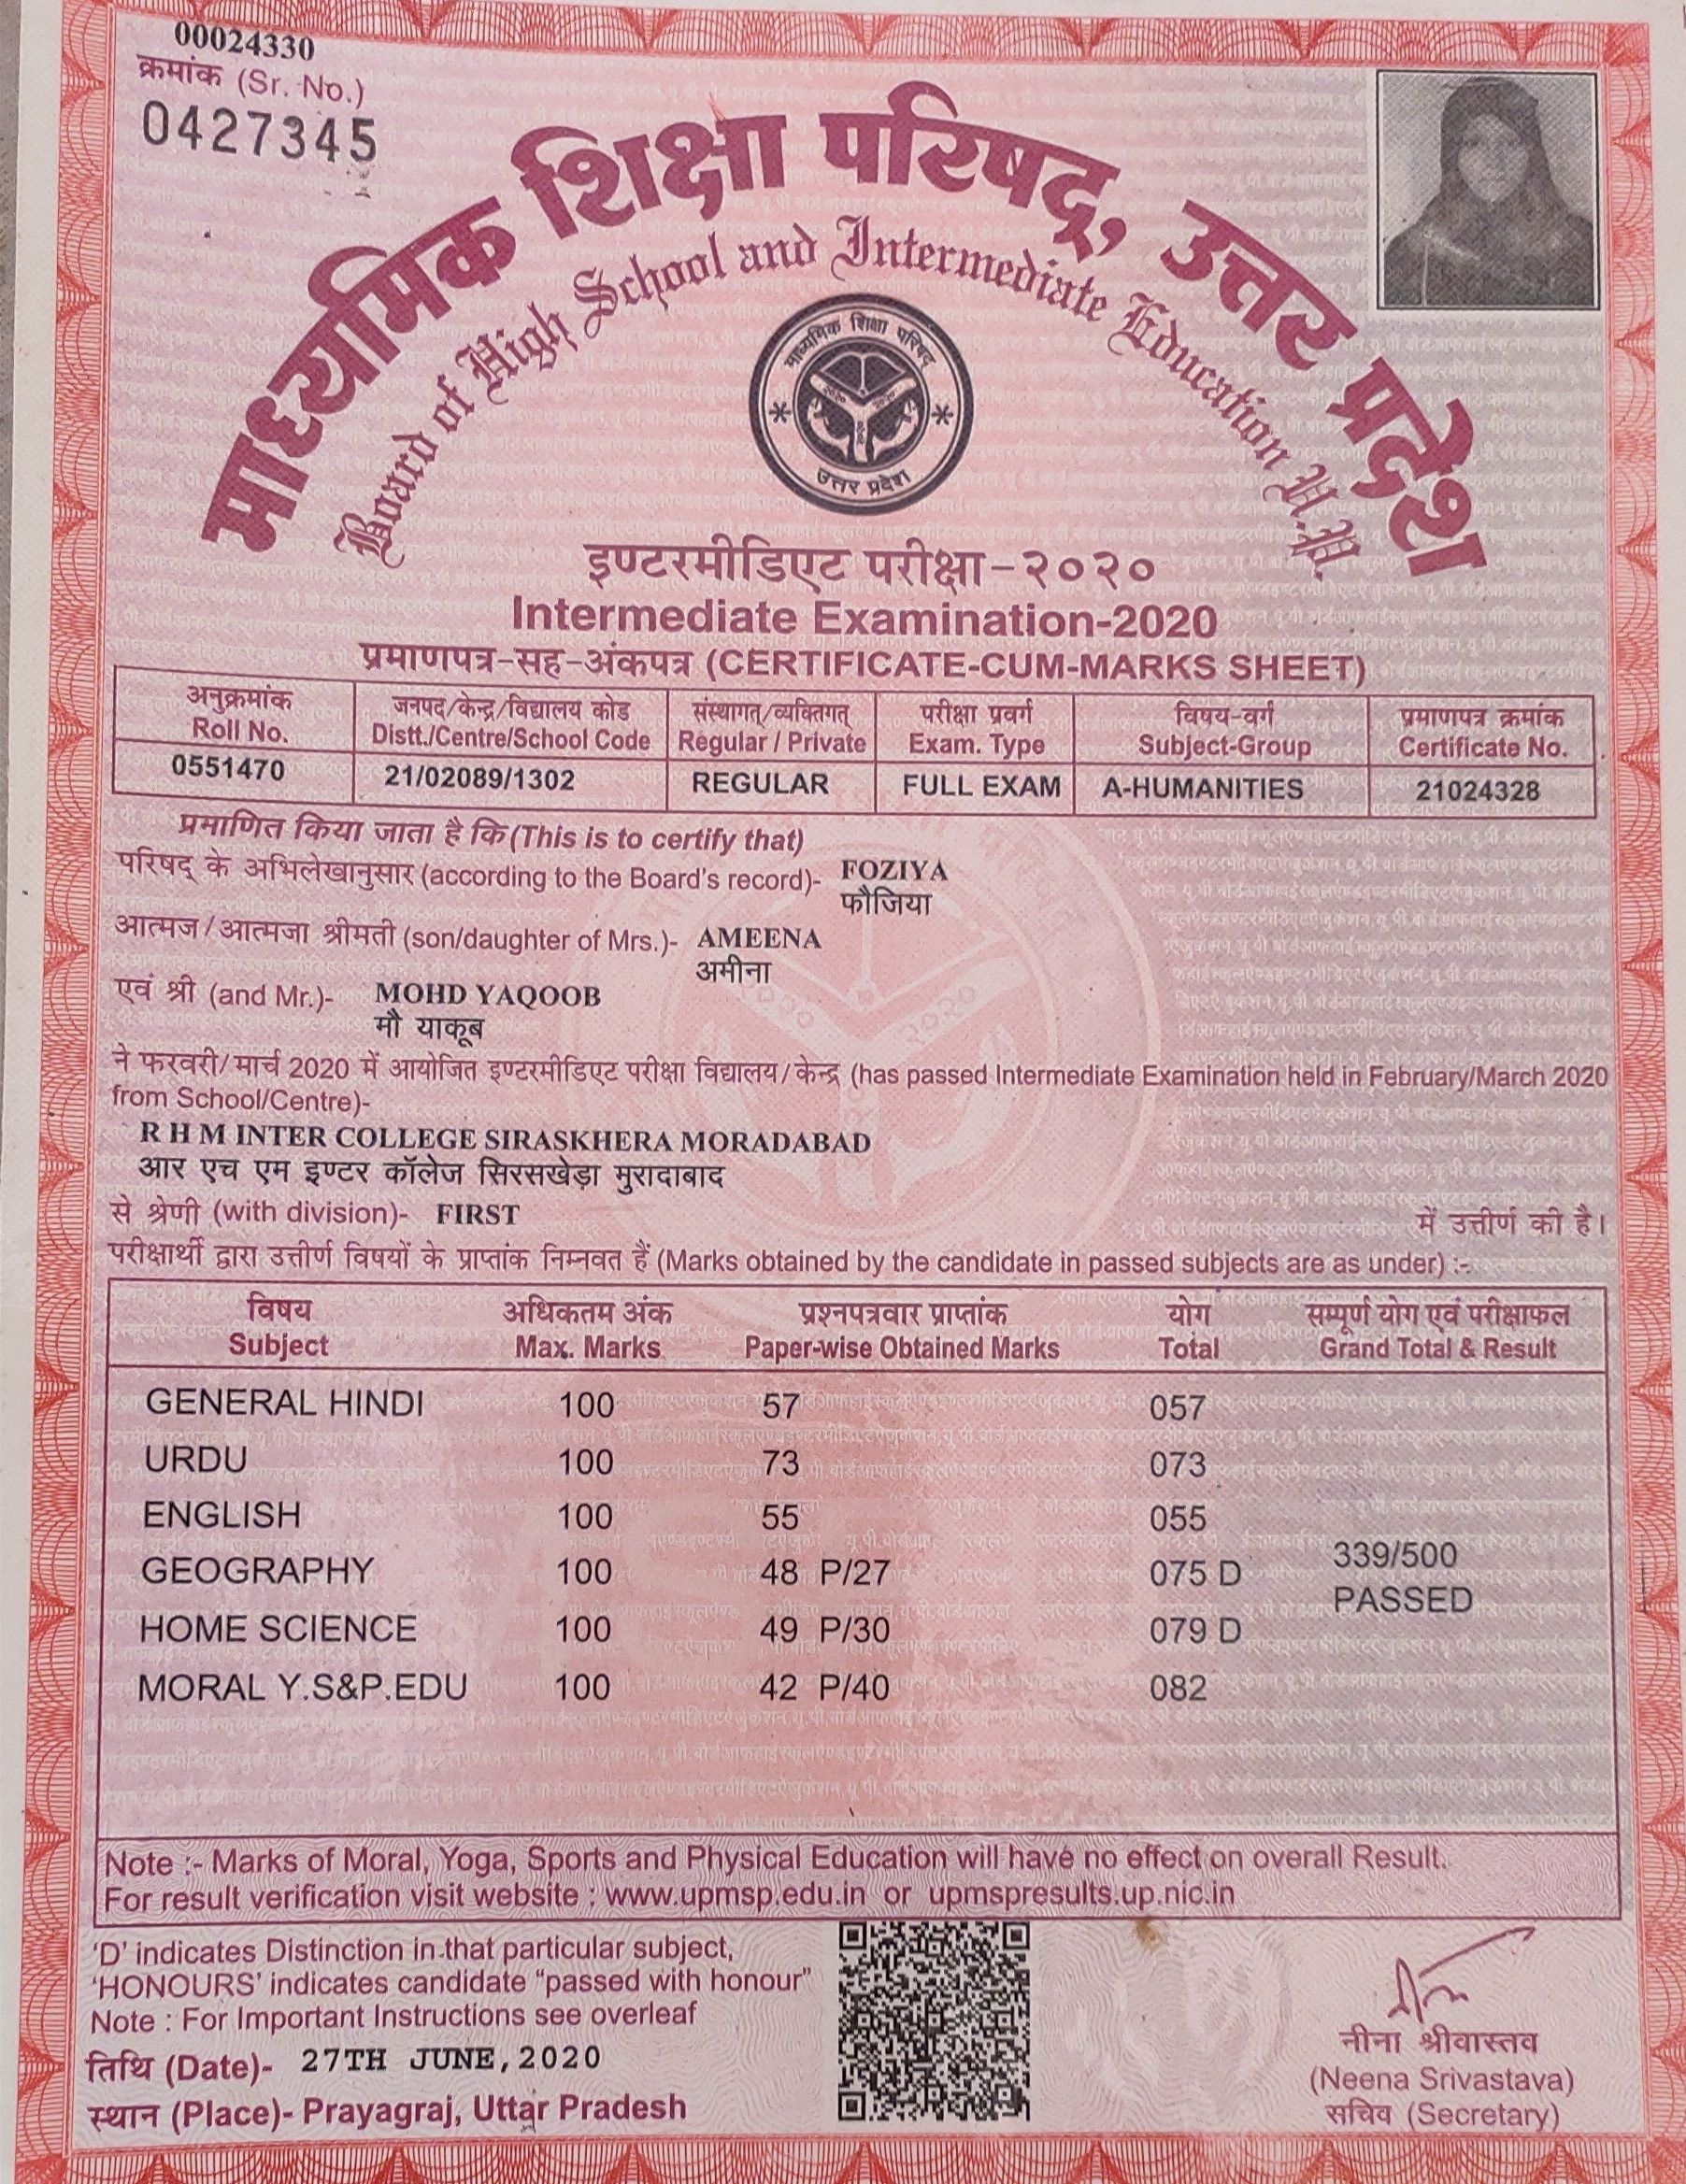 00024330
क्रमांक (Sr. No.)
0427345
माध्यमिक शिक्षा परिषद्, उत्तर प्रदेश
Board of High School and Intermediate Education U.P.
माध्यमिक शिक्षा परिषद
उत्तर प्रदेश
इण्टरमीडिएट परीक्षा-२०२०
Intermediate Examination-2020
प्रमाणपत्र-सह-अंकपत्र (CERTIFICATE-CUM-MARKS SHEET)
अनुक्रमांक जनपद/केन्द्र/विद्यालय कोड संस्थागत्/व्यक्तिगत् परीक्षा प्रवर्ग विषय-वर्ग प्रमाणपत्र क्रमांक
Roll No. Distt./Centre/School Code Regular / Private Exam. Type Subject-Group Certificate No.
0551470 21/02089/1302 REGULAR FULL EXAM A-HUMANITIES 21024328
प्रमाणित किया जाता है कि (This is to certify that)
परिषद् के अभिलेखानुसार (according to the Board's record)- FOZIYA
फौजिया
आत्मज/आत्मजा श्रीमती (son/daughter of Mrs.)- AMEENA
अमीना
एवं श्री (and Mr.)- MOHD YAQOOB
मौ याकूब
ने फरवरी/मार्च 2020 में आयोजित इण्टरमीडिएट परीक्षा विद्यालय/केन्द्र (has passed Intermediate Examination held in February/March 2020
from School/Centre)-
R H M INTER COLLEGE SIRASKHERA MORADABAD
आर एच एम इण्टर कॉलेज सिरसखेड़ा मुरादाबाद
से श्रेणी (with division)- FIRST में उत्तीर्ण की है।
परीक्षार्थी द्वारा उत्तीर्ण विषयों के प्राप्तांक निम्नवत हैं (Marks obtained by the candidate in passed subjects are as under) :-
विषय अधिकतम अंक प्रश्नपत्रवार प्राप्तांक योग सम्पूर्ण योग एवं परीक्षाफल
Subject Max. Marks Paper-wise Obtained Marks Total Grand Total & Result
GENERAL HINDI 100 57 057
URDU 100 73 073
ENGLISH 100 55 055
339/500
GEOGRAPHY 100 48 P/27 075 D
PASSED
HOME SCIENCE 100 49 P/30 079 D
MORAL Y.S&P.EDU 100 42 P/40 082
Note :- Marks of Moral, Yoga, Sports and Physical Education will have no effect on overall Result.
For result verification visit website : www.upmsp.edu.in or upmspresults.up.nic.in
'D' indicates Distinction in that particular subject,
'HONOURS' indicates candidate "passed with honour"
Note : For Important Instructions see overleaf
तिथि (Date)- 27TH JUNE,2020
स्थान (Place)- Prayagraj, Uttar Pradesh
नीना श्रीवास्तव
(Neena Srivastava)
सचिव (Secretary)